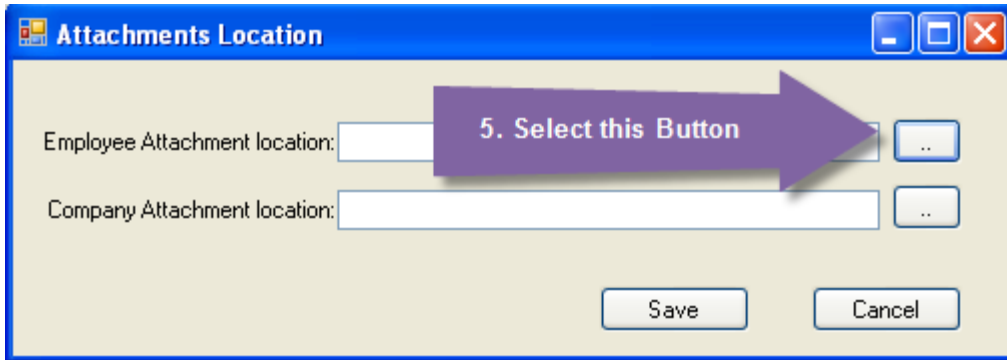 Attachments Location
5. Select this Button
Employee Attachment location:
..
Company Attachment location:
..
Save
Cancel